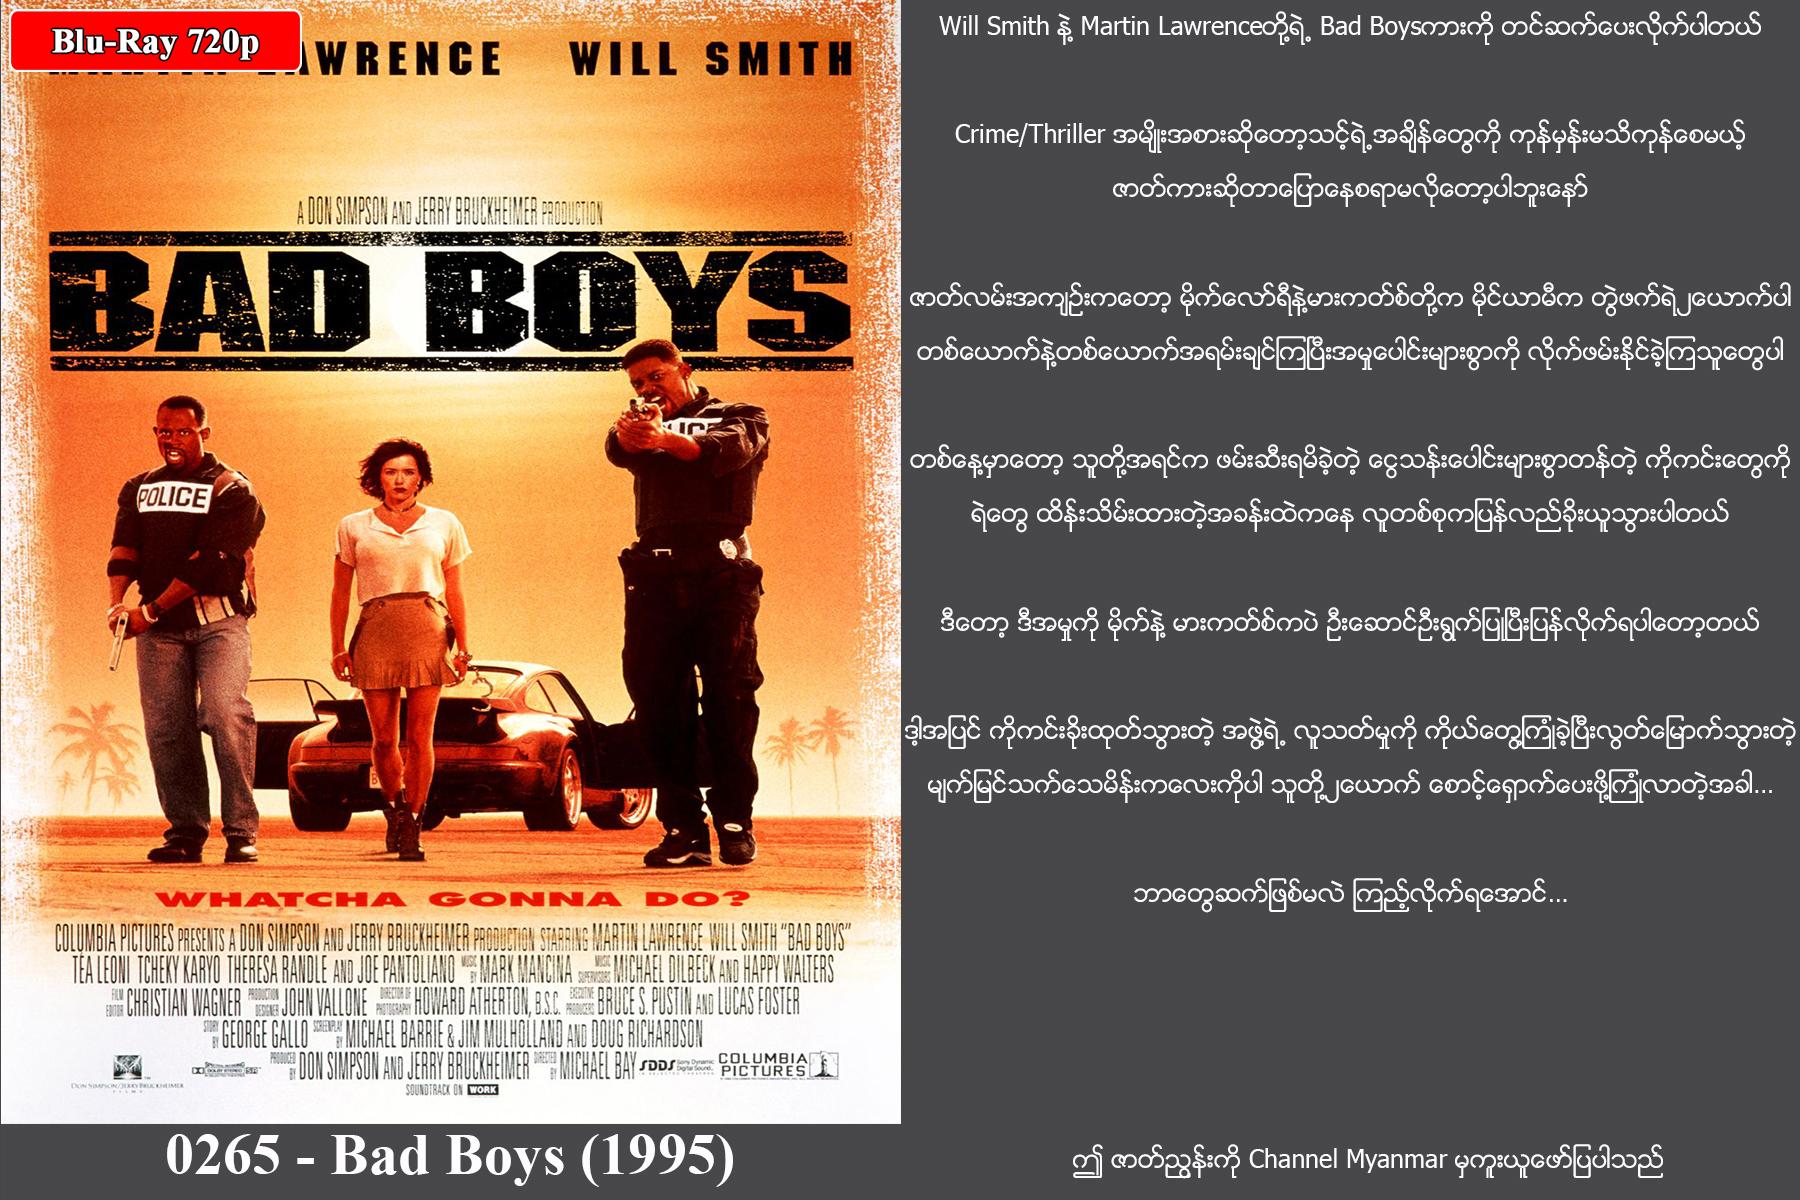 Blu-Ray 720p
LAWRENCE WILL SMITH
A DON SIMPSON AND JERRY BRUCKHEIMER PRODUCTION
BAD BOYS
POLICE
WHATCHA GONNA DO?
COLUMBIA PICTURES PRESENTS A DON SIMPSON AND JERRY BRUCKHEIMER PRODUCTION STARRING MARTIN LAWRENCE WILL SMITH "BAD BOYS"
TÉA LEONI TCHEKY KARYO THERESA RANDLE AND JOE PANTOLIANO MUSIC BY MARK MANCINA MUSIC SUPERVISORS MICHAEL DILBECK AND HAPPY WALTERS
FILM EDITOR CHRISTIAN WAGNER PRODUCTION DESIGNER JOHN VALLONE DIRECTOR OF PHOTOGRAPHY HOWARD ATHERTON, B.S.C. EXECUTIVE PRODUCERS BRUCE S. PUSTIN AND LUCAS FOSTER
STORY BY GEORGE GALLO SCREENPLAY BY MICHAEL BARRIE & JIM MULHOLLAND AND DOUG RICHARDSON
PRODUCED BY DON SIMPSON AND JERRY BRUCKHEIMER DIRECTED BY MICHAEL BAY SDDS Sony Dynamic Digital Sound COLUMBIA PICTURES
DON SIMPSON/JERRY BRUCKHEIMER FILMS
SOUNDTRACK ON WORK
0265 - Bad Boys (1995)
Will Smith နဲ့ Martin Lawrenceတို့ရဲ့ Bad Boysကားကို တင်ဆက်ပေးလိုက်ပါတယ်
Crime/Thriller အမျိုးအစားဆိုတော့သင့်ရဲ့အချိန်တွေကို ကုန်မှန်းမသိကုန်စေမယ့်
ဇာတ်ကားဆိုတာပြောနေစရာမလိုတော့ပါဘူးနော်
ဇာတ်လမ်းအကျဉ်းကတော့ မိုက်လော်ရီနဲ့မားကတ်စ်တို့က မိုင်ယာမီက တွဲဖက်ရဲ၂ယောက်ပါ
တစ်ယောက်နဲ့တစ်ယောက်အရမ်းချင်ကြပြီးအမှုပေါင်းများစွာကို လိုက်ဖမ်းနိုင်ခဲ့ကြသူတွေပါ
တစ်နေ့မှာတော့ သူတို့အရင်က ဖမ်းဆီးရမိခဲ့တဲ့ ငွေသန်းပေါင်းများစွာတန်တဲ့ ကိုကင်းတွေကို
ရဲတွေ ထိန်းသိမ်းထားတဲ့အခန်းထဲကနေ လူတစ်စုကပြန်လည်ခိုးယူသွားပါတယ်
ဒီတော့ ဒီအမှုကို မိုက်နဲ့ မားကတ်စ်ကပဲ ဦးဆောင်ဦးရွက်ပြုပြီးပြန်လိုက်ရပါတော့တယ်
ဒါ့အပြင် ကိုကင်းခိုးထုတ်သွားတဲ့ အဖွဲ့ရဲ့ လူသတ်မှုကို ကိုယ်တွေ့ကြုံခဲ့ပြီးလွတ်မြောက်သွားတဲ့
မျက်မြင်သက်သေမိန်းကလေးကိုပါ သူတို့၂ယောက် စောင့်ရှောက်ပေးဖို့ကြုံလာတဲ့အခါ...
ဘာတွေဆက်ဖြစ်မလဲ ကြည့်လိုက်ရအောင်...
ဤ ဇာတ်ညွှန်းကို Channel Myanmar မှကူးယူဖော်ပြပါသည်